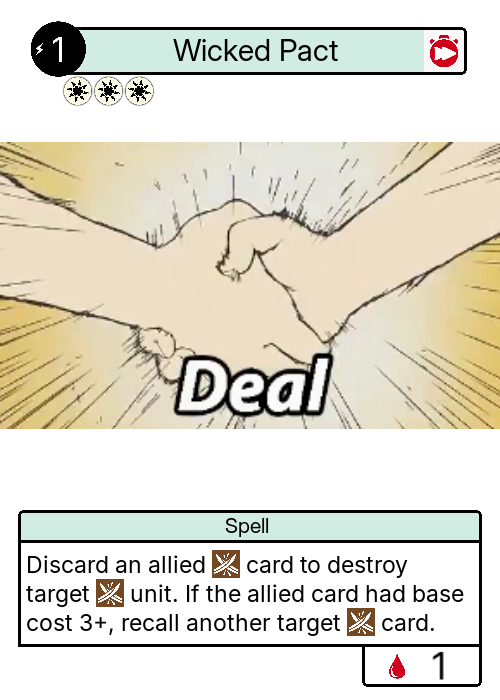 1 Wicked Pact
Deal
Spell
Discard an allied card to destroy
target unit. If the allied card had base
cost 3+, recall another target card.
1